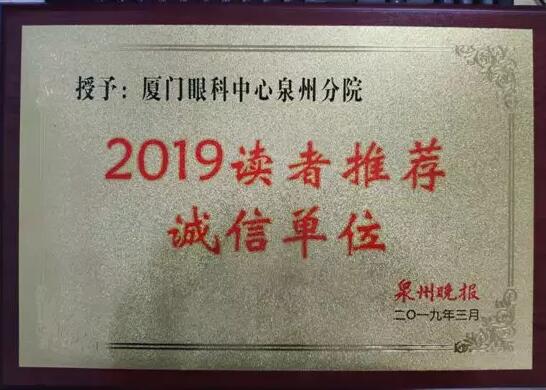 授予：厦门眼科中心泉州分院
2019读者推荐
诚信单位
泉州晚报
二〇一九年三月